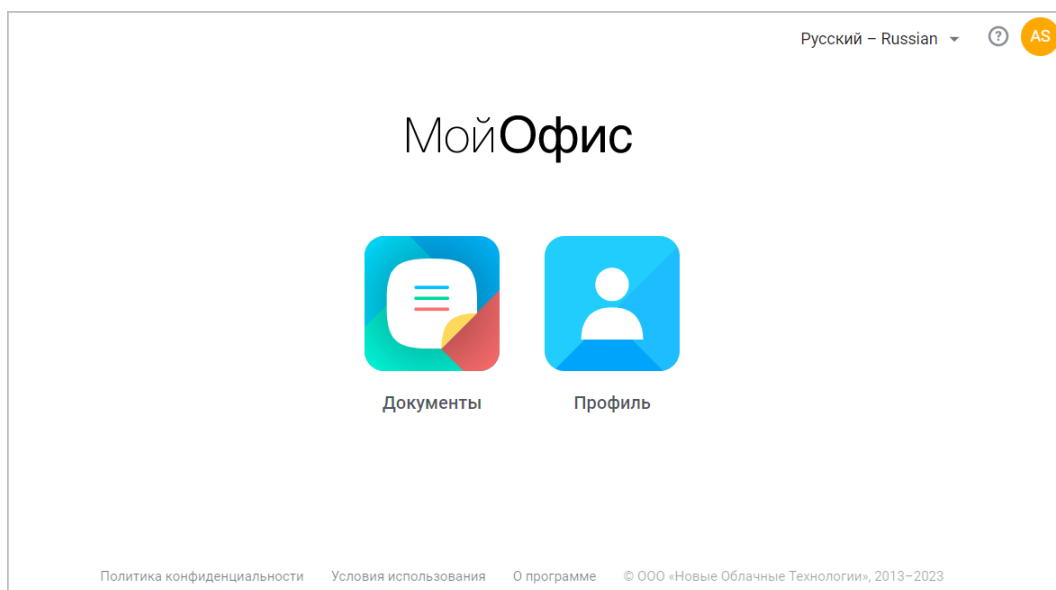 Русский – Russian
AS
МойОфис
Документы
Профиль
Политика конфиденциальности Условия использования О программе © ООО «Новые Облачные Технологии», 2013–2023